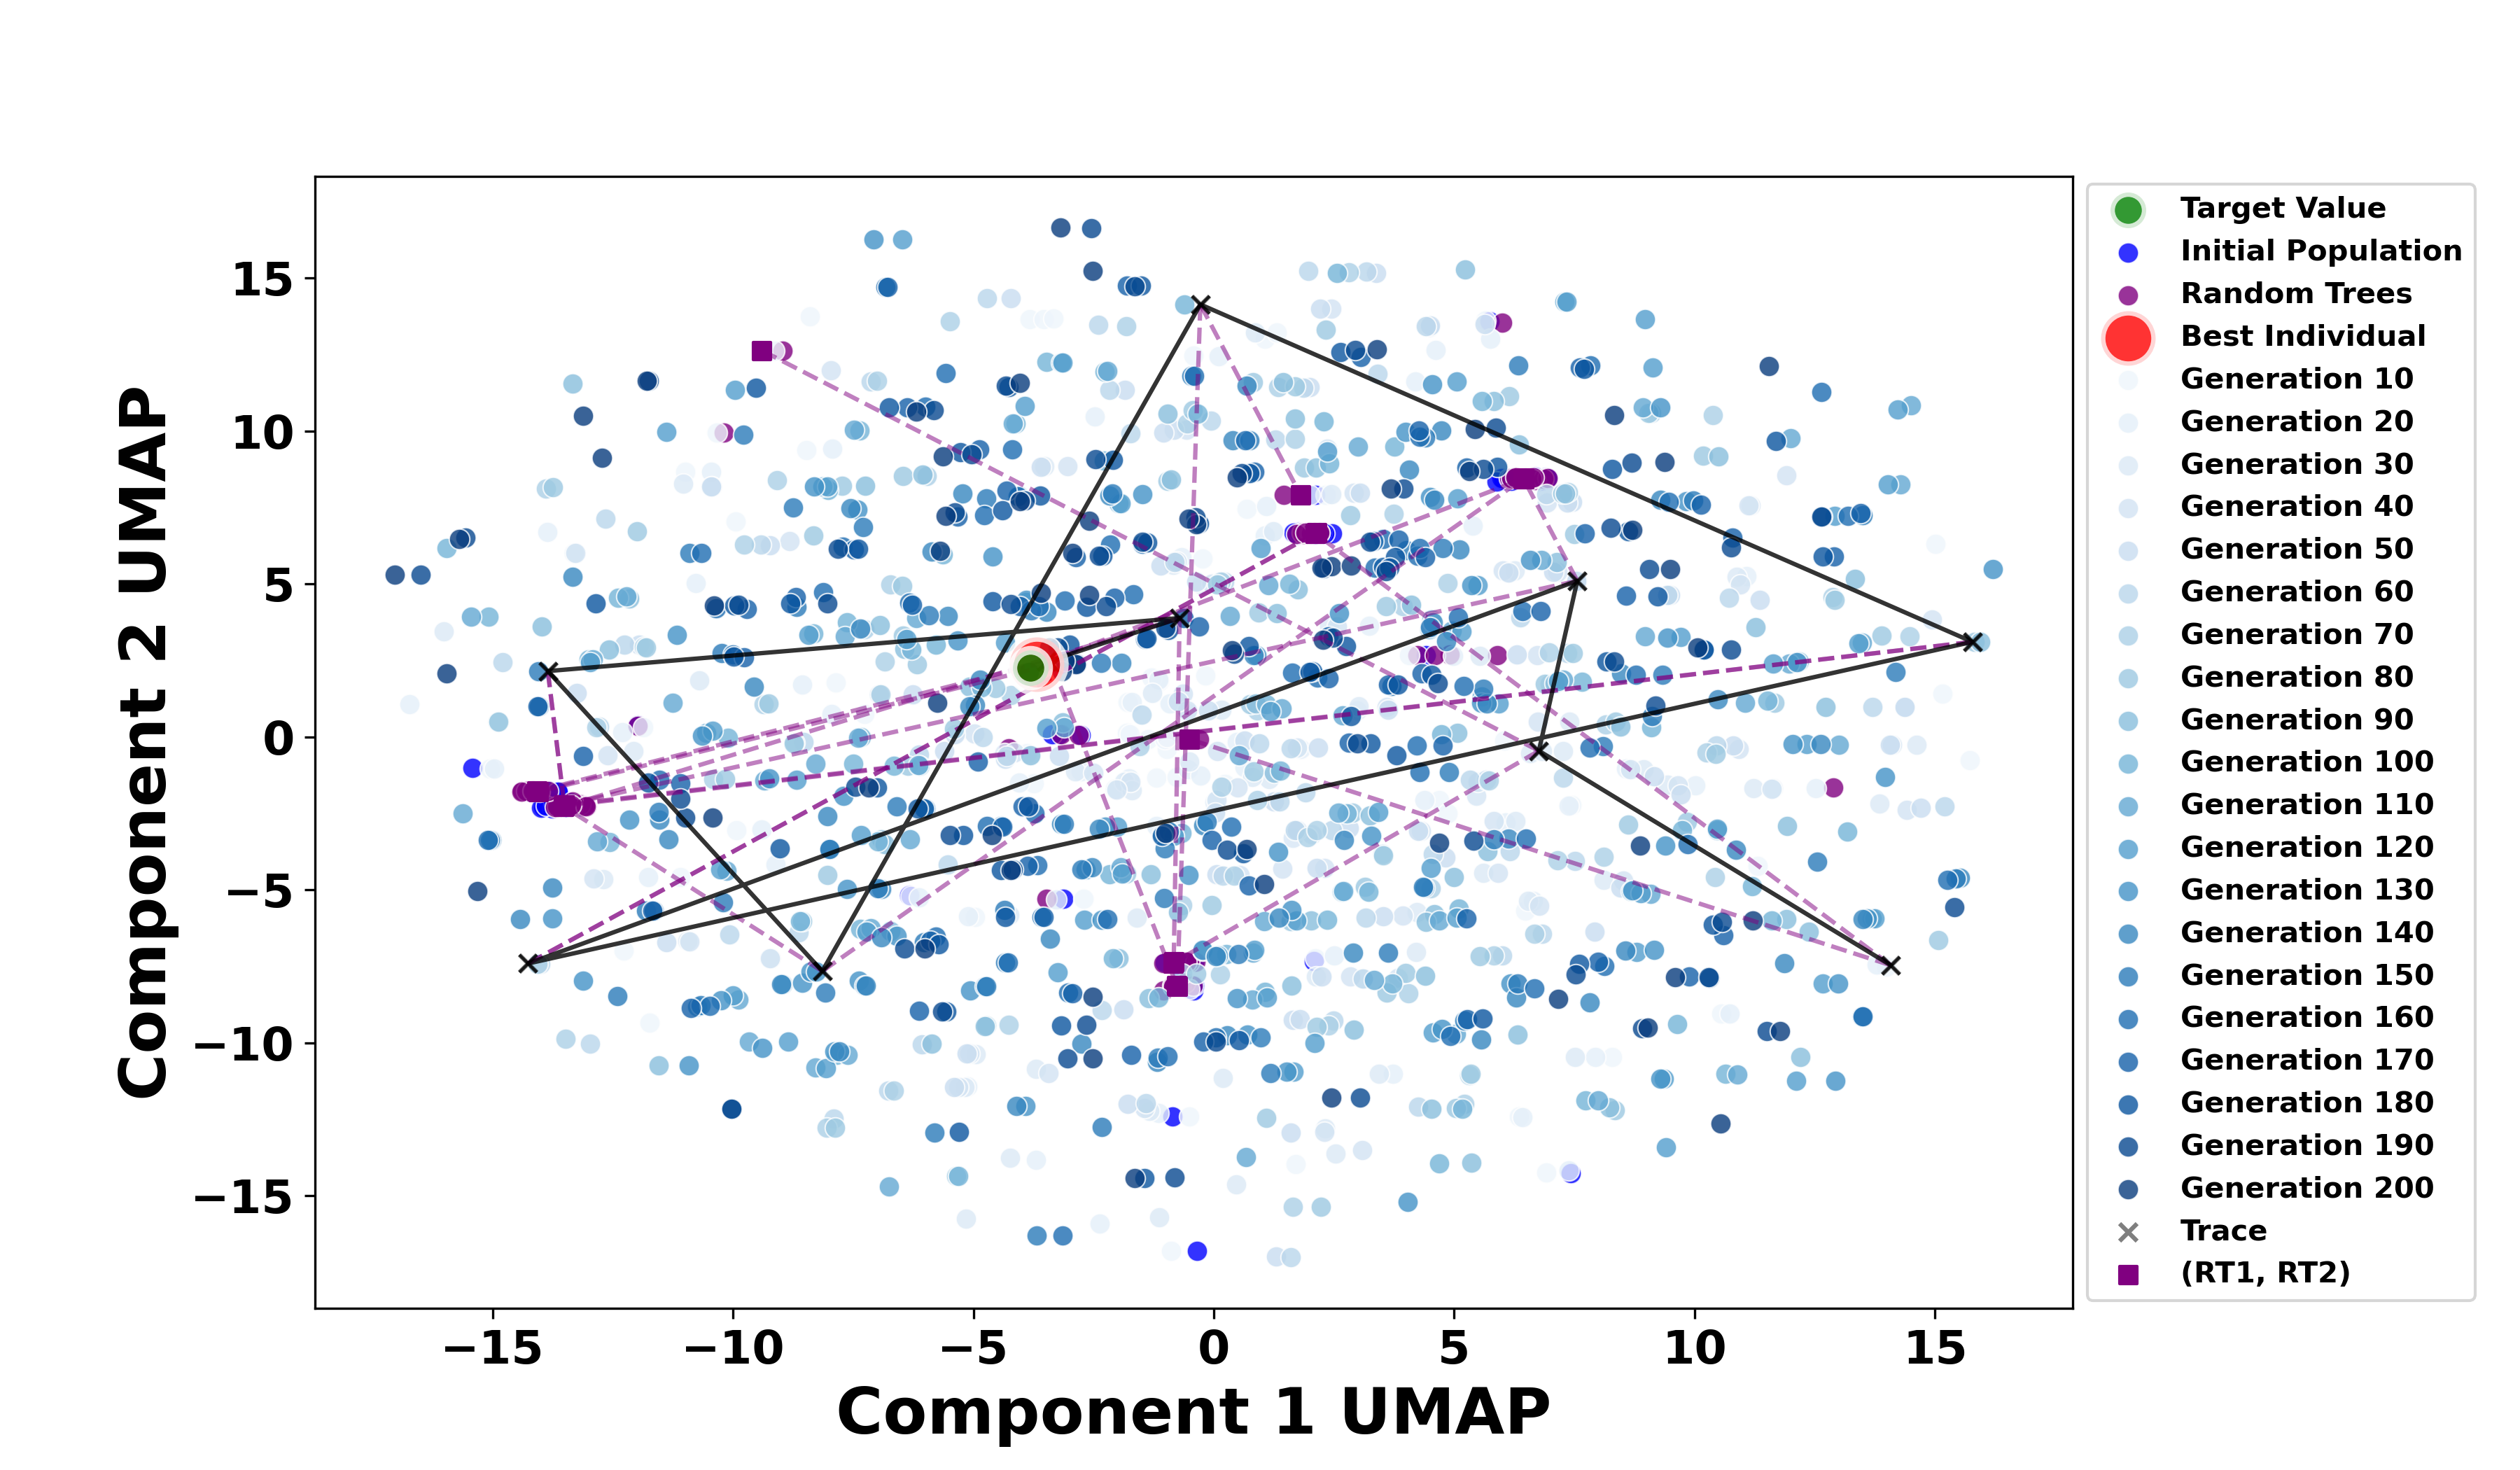 Component 2 UMAP
15
10
5
0
−5
−10
−15
−15
−10
−5
0
5
10
15
Component 1 UMAP
Target Value
Initial Population
Random Trees
Best Individual
Generation 10
Generation 20
Generation 30
Generation 40
Generation 50
Generation 60
Generation 70
Generation 80
Generation 90
Generation 100
Generation 110
Generation 120
Generation 130
Generation 140
Generation 150
Generation 160
Generation 170
Generation 180
Generation 190
Generation 200
Trace
(RT1, RT2)